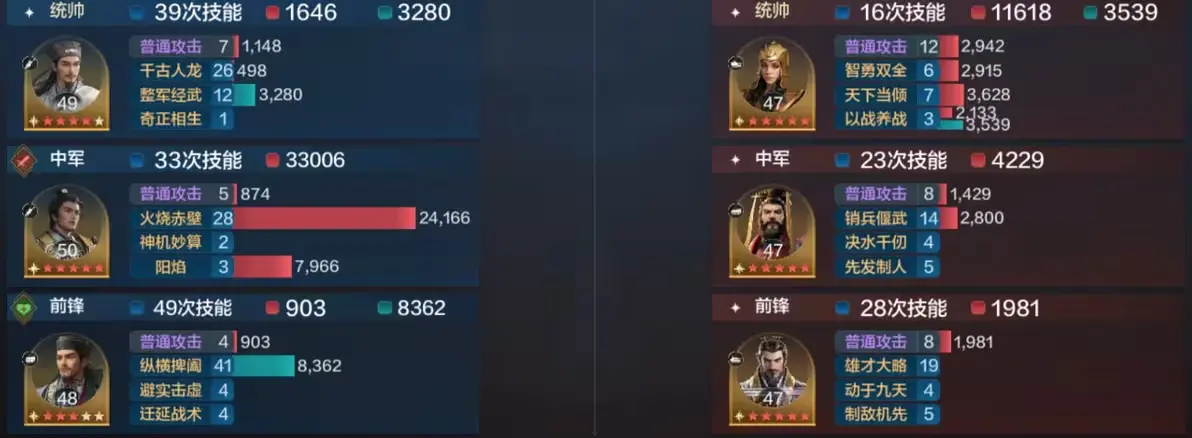 统帅 39次技能 1646 3280
普通攻击 7 1,148
千古人龙 26 498
整军经武 12 3,280
奇正相生 1
49
中军 33次技能 33006
普通攻击 5 874
火烧赤壁 28 24,166
神机妙算 2
阳焰 3 7,966
50
前锋 49次技能 903 8362
普通攻击 4 903
纵横捭阖 41 8,362
避实击虚 4
迂延战术 4
48
统帅 16次技能 11618 3539
普通攻击 12 2,942
智勇双全 6 2,915
天下当倾 7 3,628
以战养战 3 2,133 3,539
47
中军 23次技能 4229
普通攻击 8 1,429
销兵偃武 14 2,800
决水千仞 4
先发制人 5
47
前锋 28次技能 1981
普通攻击 8 1,981
雄才大略 19
动于九天 4
制敌机先 5
47